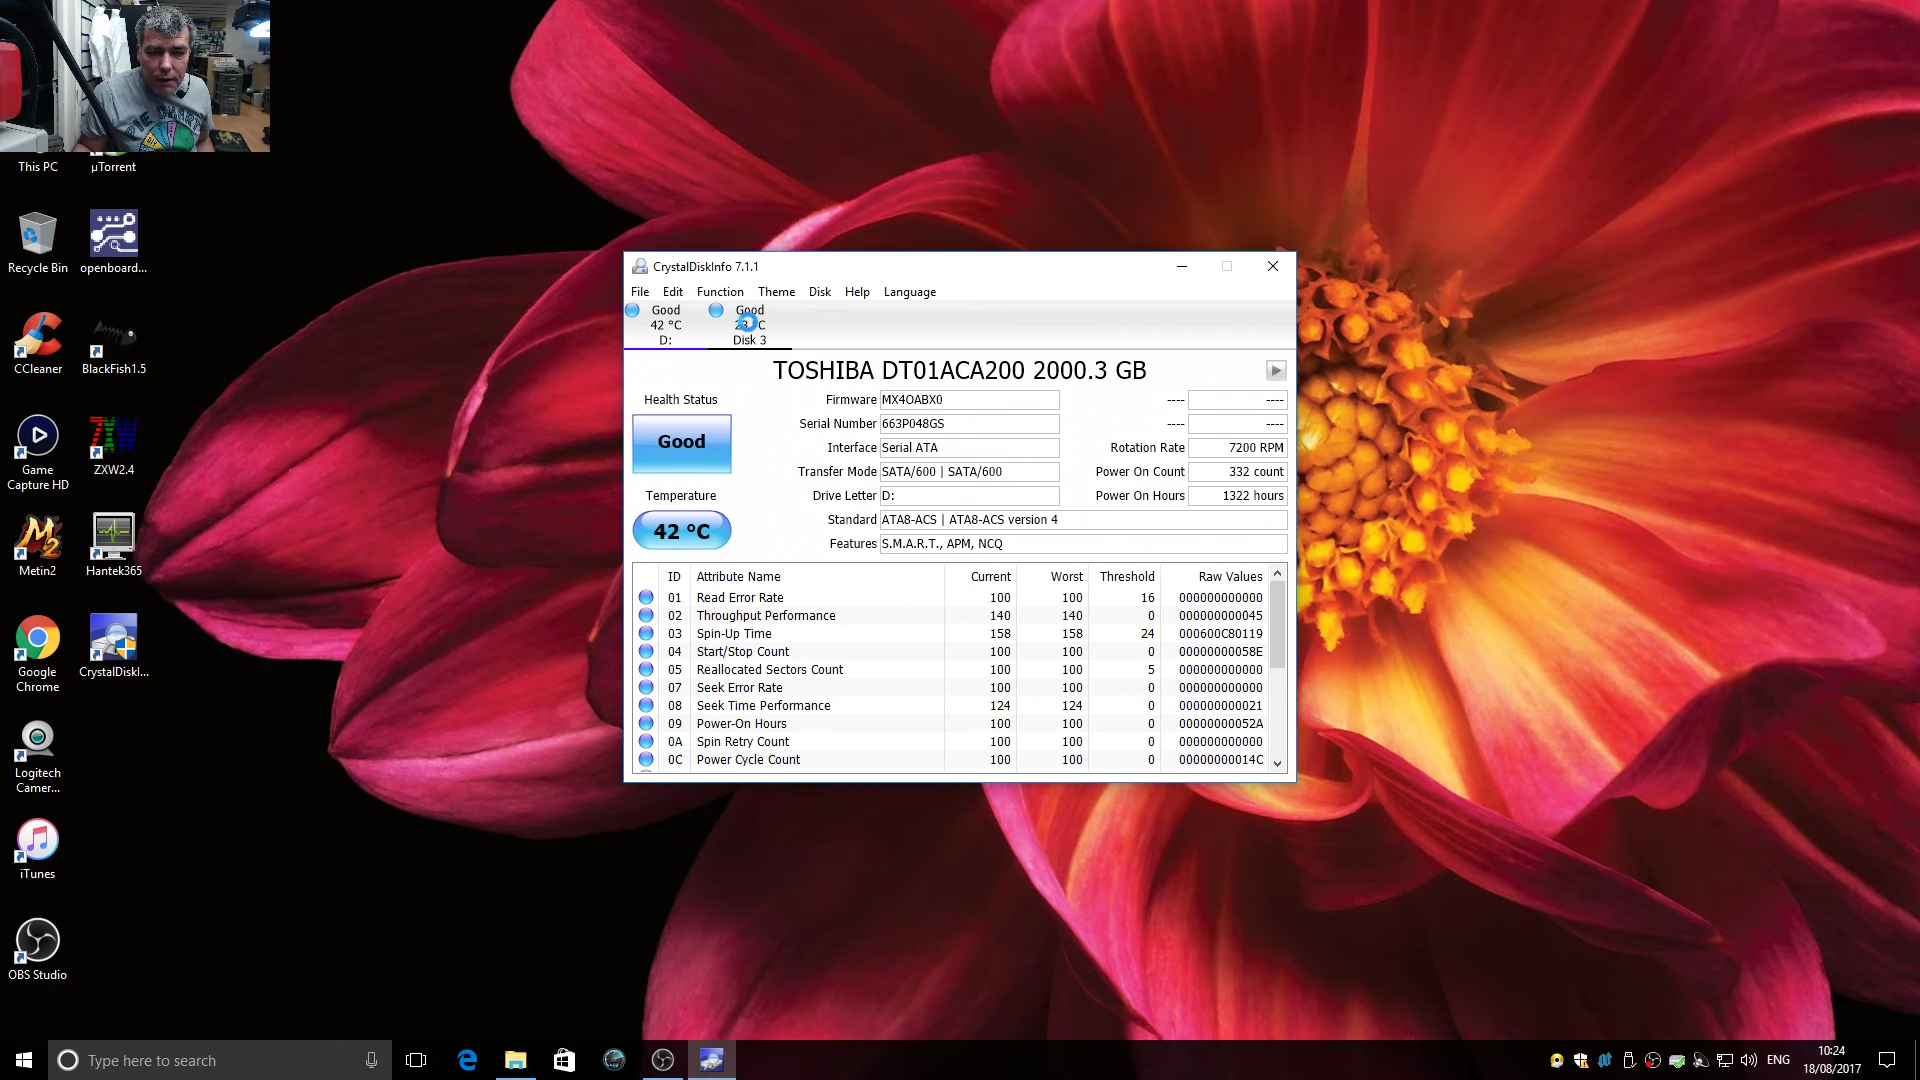 PIE CHART
This PC
µTorrent
Recycle Bin
openboard...
CCleaner
BlackFish1.5
Game
Capture HD
ZXW2.4
Metin2
Hantek365
Google
Chrome
CrystalDiskI...
Logitech
Camer...
iTunes
OBS Studio
CrystalDiskInfo 7.1.1
File Edit Function Theme Disk Help Language
Good
42 °C
D:
Good
Disk 3
TOSHIBA DT01ACA200 2000.3 GB
Health Status
Good
Temperature
42 °C
Firmware MX4OABX0
Serial Number 663P048GS
Interface Serial ATA
Transfer Mode SATA/600 | SATA/600
Drive Letter D:
Standard ATA8-ACS | ATA8-ACS version 4
Features S.M.A.R.T., APM, NCQ
---- ----
---- ----
Rotation Rate 7200 RPM
Power On Count 332 count
Power On Hours 1322 hours
ID Attribute Name Current Worst Threshold Raw Values
01 Read Error Rate 100 100 16 000000000000
02 Throughput Performance 140 140 0 000000000045
03 Spin-Up Time 158 158 24 000600C80119
04 Start/Stop Count 100 100 0 00000000058E
05 Reallocated Sectors Count 100 100 5 000000000000
07 Seek Error Rate 100 100 0 000000000000
08 Seek Time Performance 124 124 0 000000000021
09 Power-On Hours 100 100 0 00000000052A
0A Spin Retry Count 100 100 0 000000000000
0C Power Cycle Count 100 100 0 00000000014C
Type here to search
ENG
10:24
18/08/2017